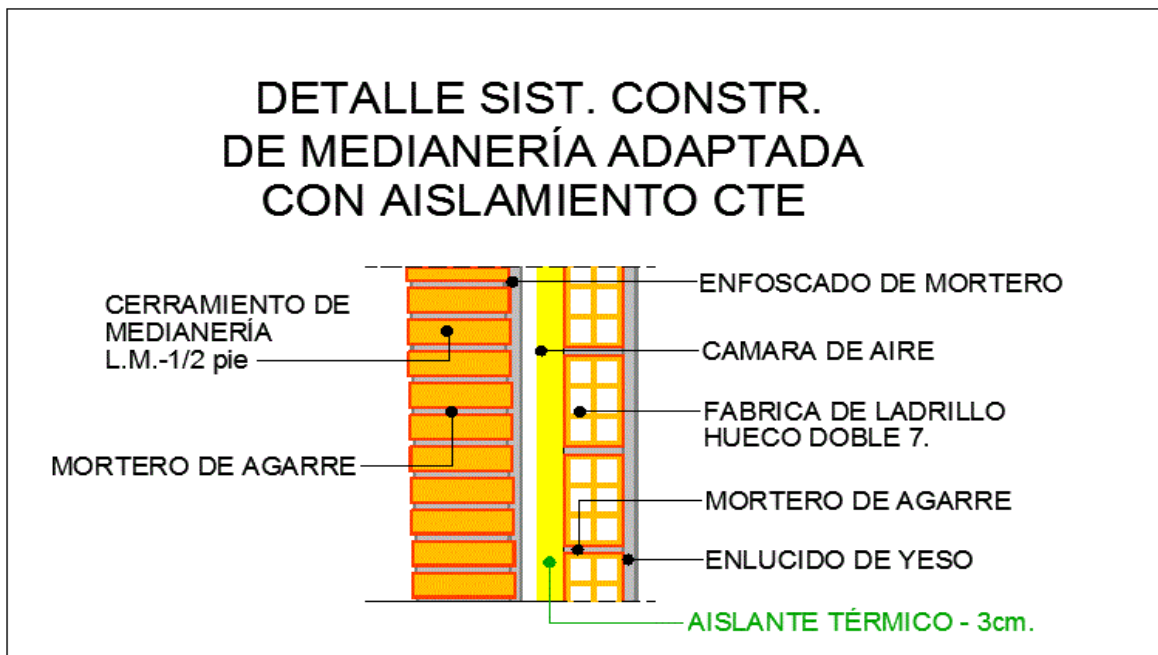 DETALLE SIST. CONSTR.
DE MEDIANERÍA ADAPTADA
CON AISLAMIENTO CTE
CERRAMIENTO DE
MEDIANERÍA
L.M.-1/2 pie
MORTERO DE AGARRE
ENFOSCADO DE MORTERO
CAMARA DE AIRE
FABRICA DE LADRILLO
HUECO DOBLE 7.
MORTERO DE AGARRE
ENLUCIDO DE YESO
AISLANTE TÉRMICO - 3cm.